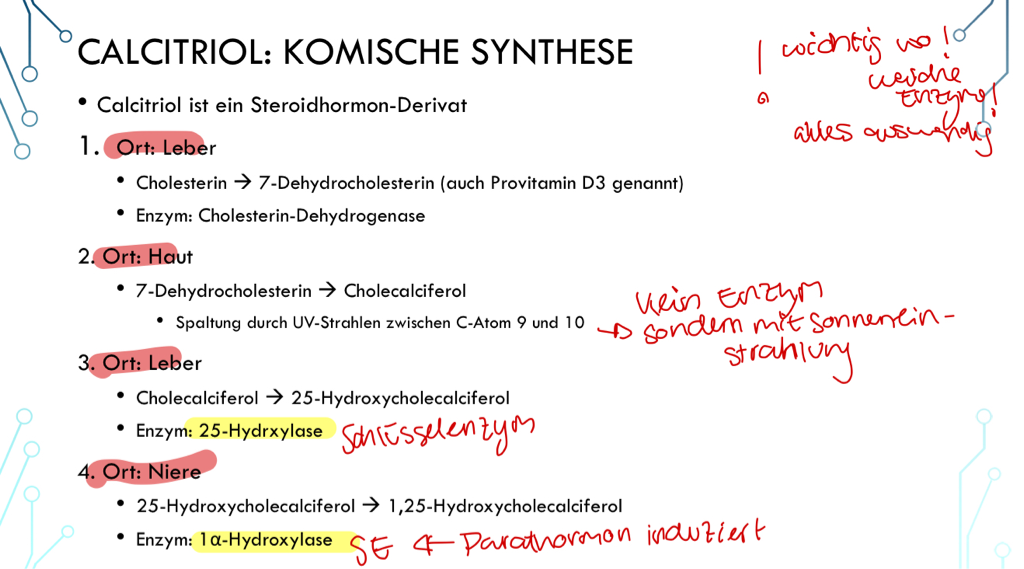 CALCITRIOL: KOMISCHE SYNTHESE
! wichtig wo!
welche
Enzyme!
alles auswendig!
• Calcitriol ist ein Steroidhormon-Derivat
1. Ort: Leber
• Cholesterin → 7-Dehydrocholesterin (auch Provitamin D3 genannt)
• Enzym: Cholesterin-Dehydrogenase
2. Ort: Haut
• 7-Dehydrocholesterin → Cholecalciferol
• Spaltung durch UV-Strahlen zwischen C-Atom 9 und 10
Kein Enzym
→ sondern mit Sonnenein-
strahlung
3. Ort: Leber
• Cholecalciferol → 25-Hydroxycholecalciferol
• Enzym: 25-Hydrxylase Schlüsselenzym
4. Ort: Niere
• 25-Hydroxycholecalciferol → 1,25-Hydroxycholecalciferol
• Enzym: 1α-Hydroxylase SE ← Parathormon induziert